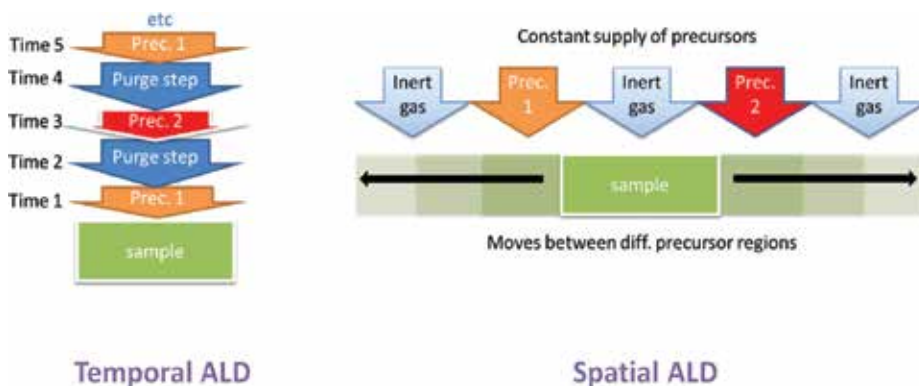 etc
Time 5 Prec. 1
Time 4 Purge step
Time 3 Prec. 2
Time 2 Purge step
Time 1 Prec. 1
sample
Temporal ALD
Constant supply of precursors
Inert gas
Prec. 1
Inert gas
Prec. 2
Inert gas
sample
Moves between diff. precursor regions
Spatial ALD